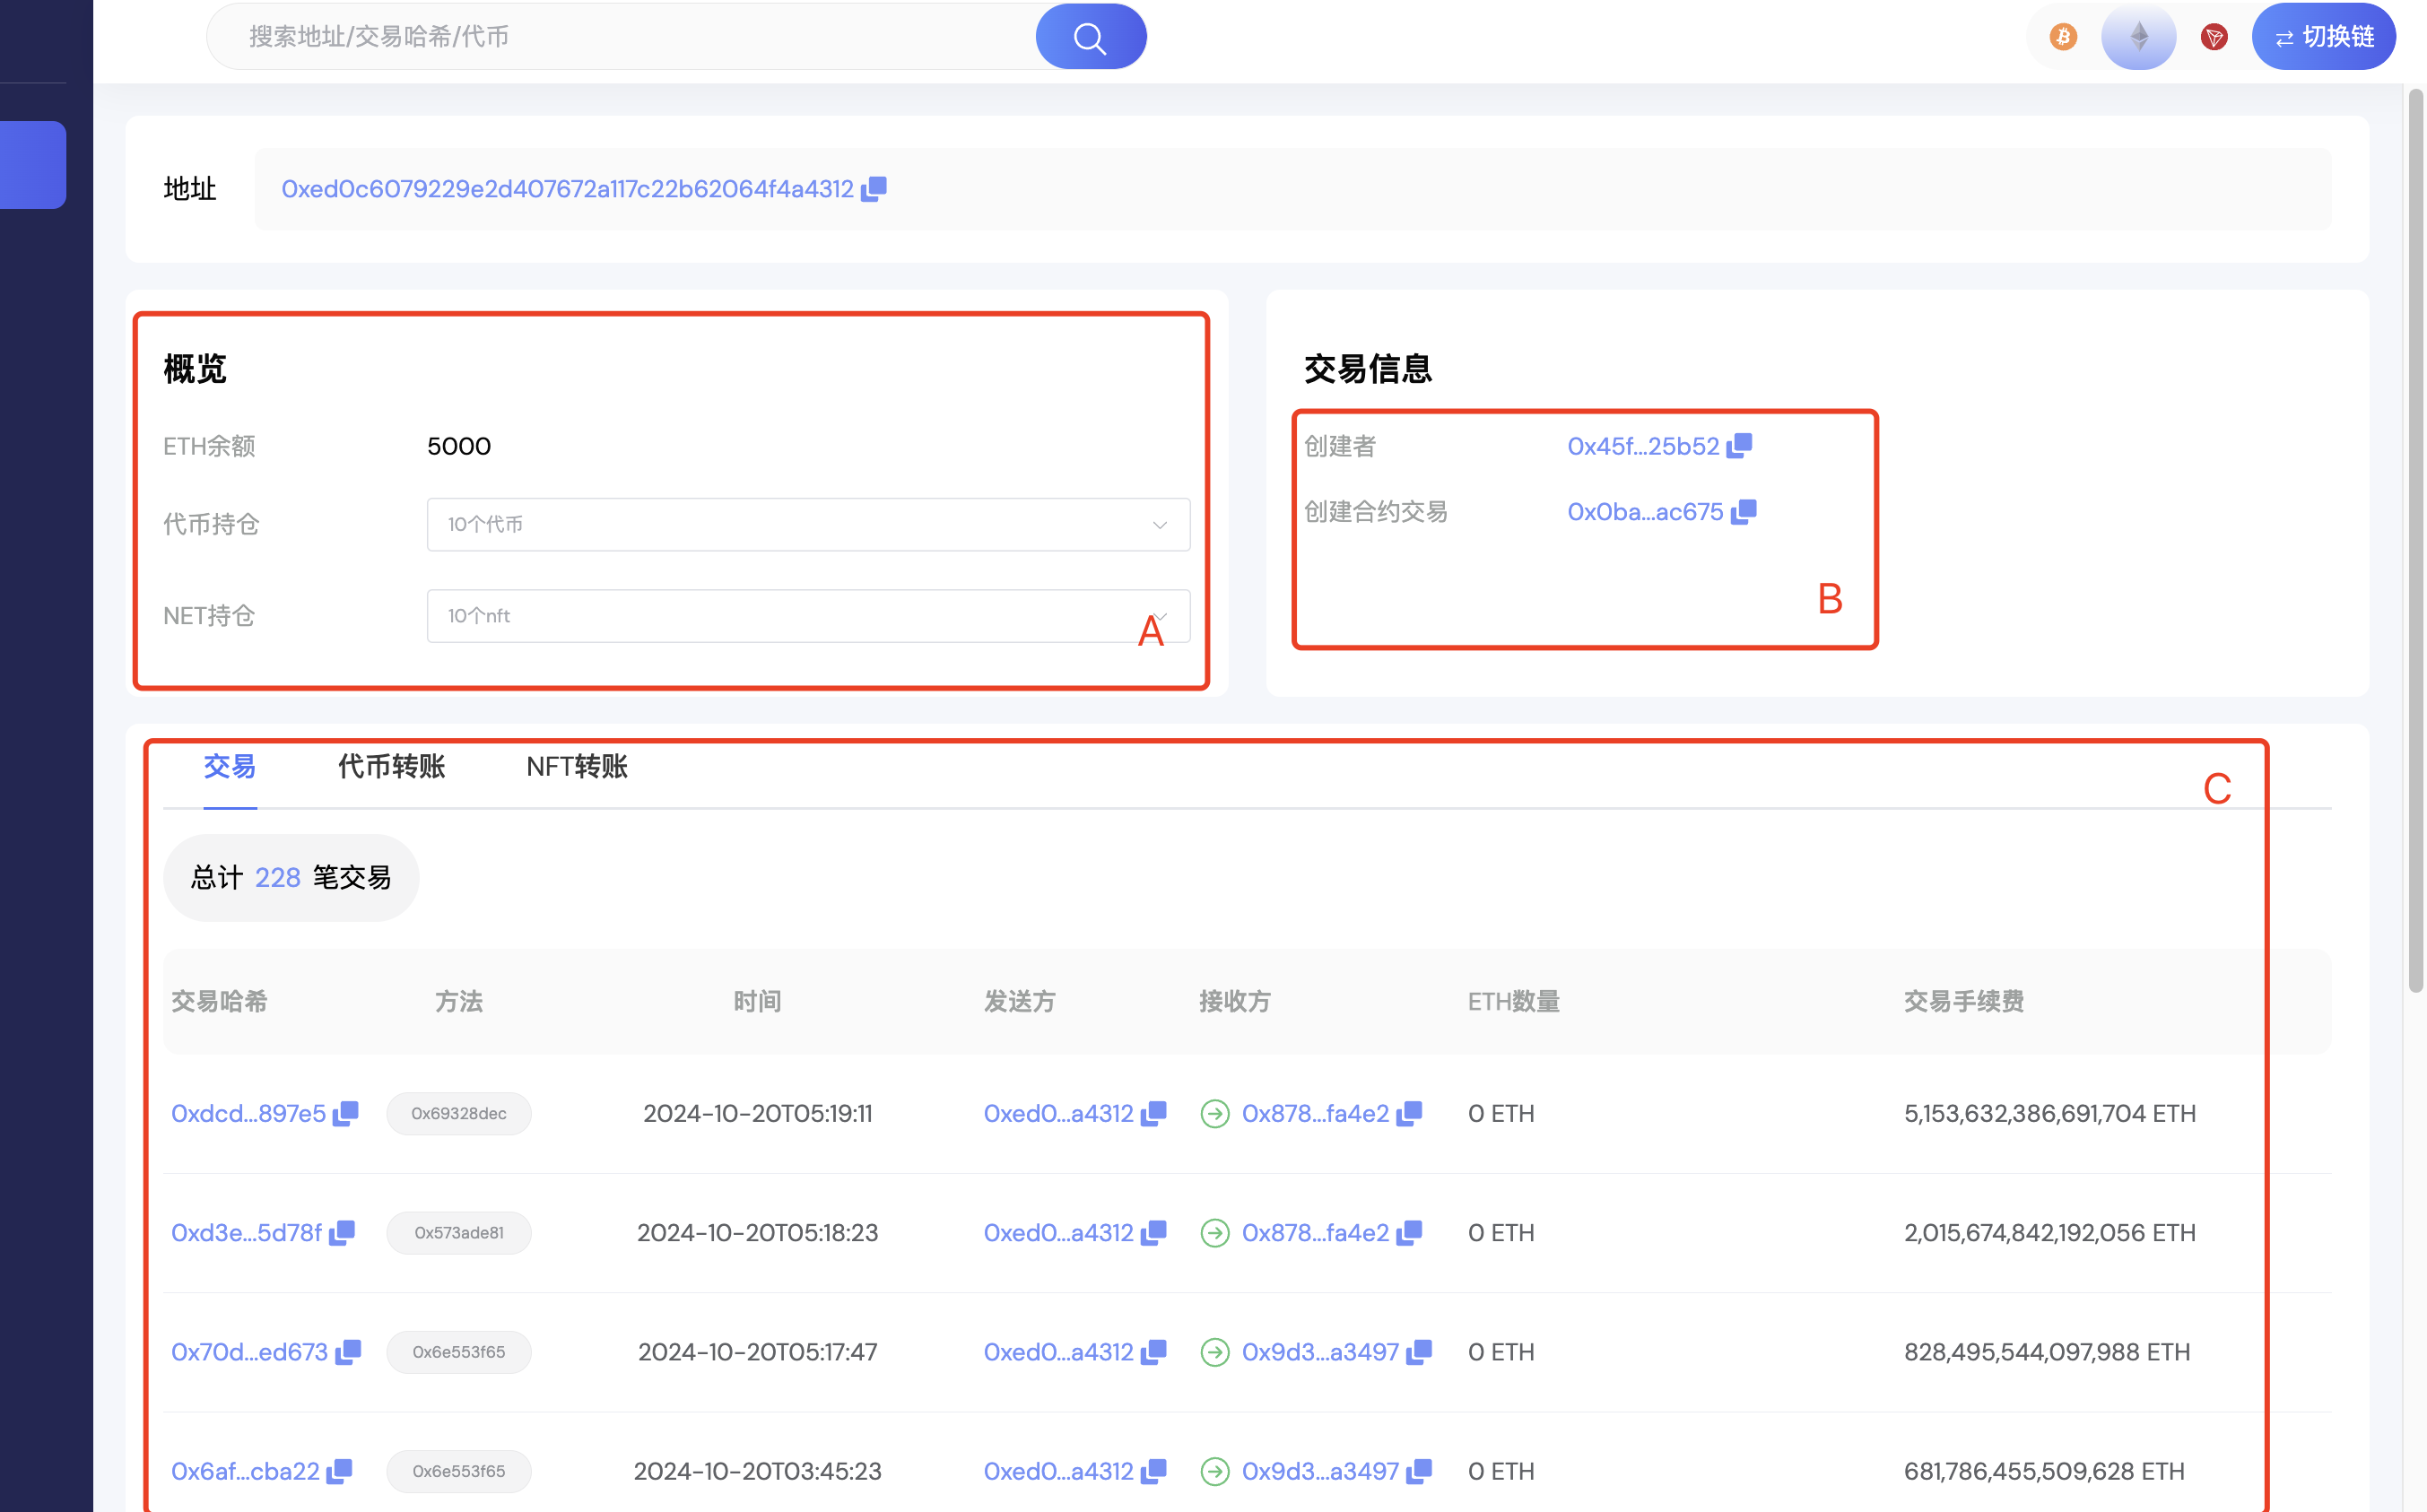 搜索地址/交易哈希/代币
切换链
地址 0xed0c6079229e2d407672a117c22b62064f4a4312
概览
ETH余额 5000
代币持仓 10个代币
NET持仓 10个nft
A
交易信息
创建者 0x45f...25b52
创建合约交易 0x0ba...ac675
B
交易 代币转账 NFT转账
C
总计 228 笔交易
交易哈希 方法 时间 发送方 接收方 ETH数量 交易手续费
0xdcd...897e5 0x69328dec 2024-10-20T05:19:11 0xed0...a4312 0x878...fa4e2 0 ETH 5,153,632,386,691,704 ETH
0xd3e...5d78f 0x573ade81 2024-10-20T05:18:23 0xed0...a4312 0x878...fa4e2 0 ETH 2,015,674,842,192,056 ETH
0x70d...ed673 0x6e553f65 2024-10-20T05:17:47 0xed0...a4312 0x9d3...a3497 0 ETH 828,495,544,097,988 ETH
0x6af...cba22 0x6e553f65 2024-10-20T03:45:23 0xed0...a4312 0x9d3...a3497 0 ETH 681,786,455,509,628 ETH